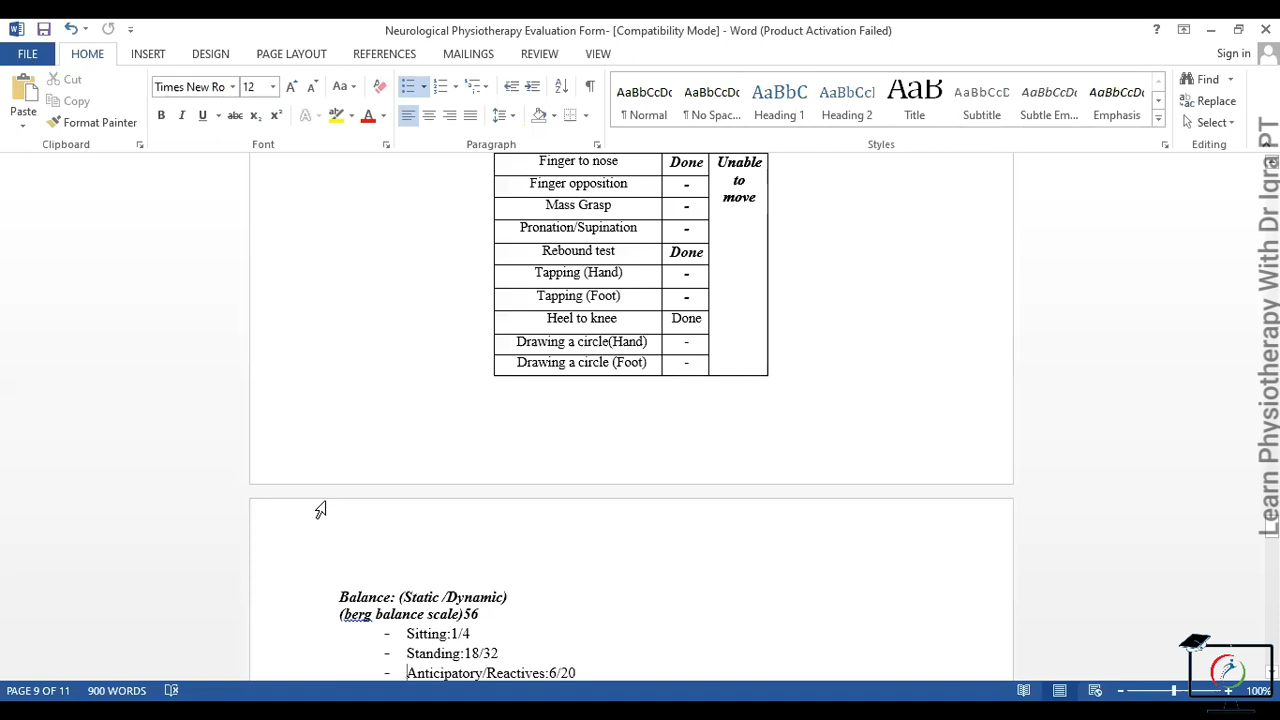 Neurological Physiotherapy Evaluation Form- [Compatibility Mode] - Word (Product Activation Failed)
FILE HOME INSERT DESIGN PAGE LAYOUT REFERENCES MAILINGS REVIEW VIEW Sign in
Paste
Cut
Copy
Format Painter
Clipboard
Times New Ro 12
Font
Paragraph
AaBbCcDc AaBbCcDc AaBbC AaBbCcI AaB AaBbCcD AaBbCcDc AaBbCcDc
¶ Normal ¶ No Spac... Heading 1 Heading 2 Title Subtitle Subtle Em... Emphasis
Styles
Find
Replace
Select
Editing
Finger to nose Done Unable to move
Finger opposition -
Mass Grasp -
Pronation/Supination -
Rebound test Done
Tapping (Hand) -
Tapping (Foot) -
Heel to knee Done
Drawing a circle(Hand) -
Drawing a circle (Foot) -
Balance: (Static /Dynamic)
(berg balance scale)56
- Sitting:1/4
- Standing:18/32
- Anticipatory/Reactives:6/20
PAGE 9 OF 11 900 WORDS 100%
Learn Physiotherapy With Dr Iqra PT